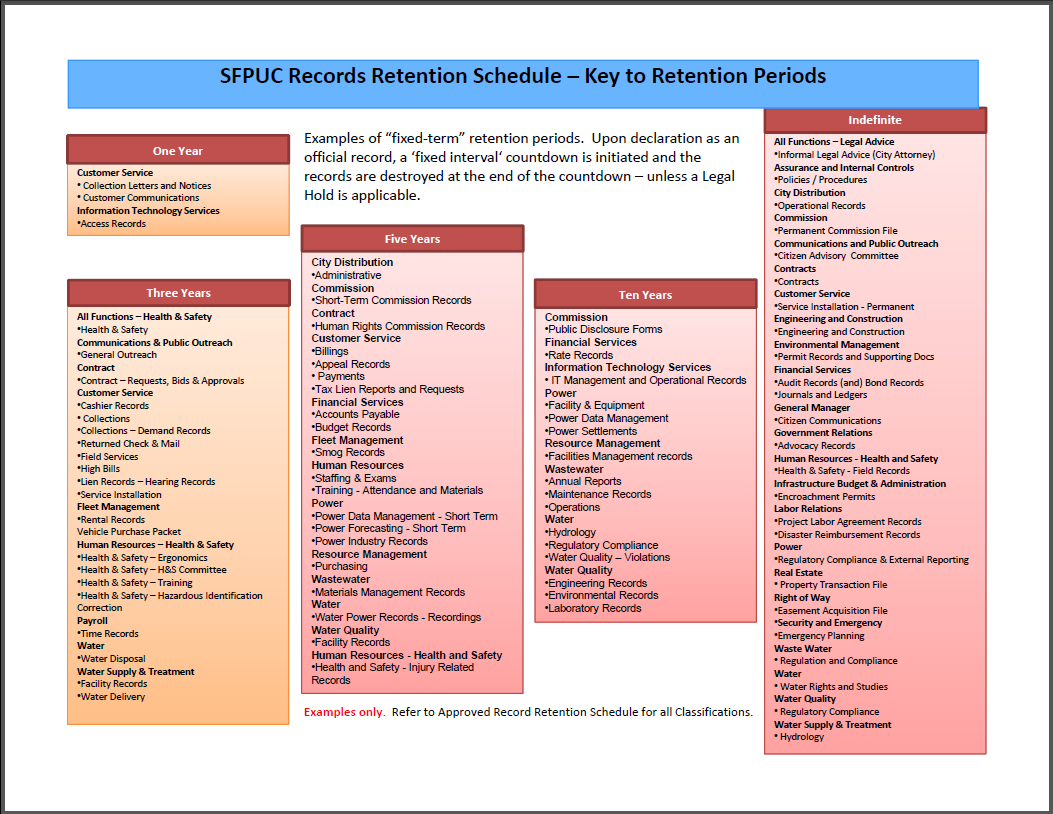 SFPUC Records Retention Schedule – Key to Retention Periods
One Year
Customer Service
• Collection Letters and Notices
• Customer Communications
Information Technology Services
•Access Records
Examples of “fixed-term” retention periods.  Upon declaration as an
official record, a ‘fixed interval‘ countdown is initiated and the
records are destroyed at the end of the countdown – unless a Legal
Hold is applicable.
Three Years
All Functions – Health & Safety
•Health & Safety
Communications & Public Outreach
•General Outreach
Contract
•Contract – Requests, Bids & Approvals
Customer Service
•Cashier Records
• Collections
•Collections – Demand Records
•Returned Check & Mail
•Field Services
•High Bills
•Lien Records – Hearing Records
•Service Installation
Fleet Management
•Rental Records
Vehicle Purchase Packet
Human Resources – Health & Safety
•Health & Safety – Ergonomics
•Health & Safety – H&S Committee
•Health & Safety – Training
•Health & Safety – Hazardous Identification
Correction
Payroll
•Time Records
Water
•Water Disposal
Water Supply & Treatment
•Facility Records
•Water Delivery
Five Years
City Distribution
•Administrative
Commission
•Short-Term Commission Records
Contract
•Human Rights Commission Records
Customer Service
•Billings
•Appeal Records
• Payments
•Tax Lien Reports and Requests
Financial Services
•Accounts Payable
•Budget Records
Fleet Management
•Smog Records
Human Resources
•Staffing & Exams
•Training - Attendance and Materials
Power
•Power Data Management - Short Term
•Power Forecasting - Short Term
•Power Industry Records
Resource Management
•Purchasing
Wastewater
•Materials Management Records
Water
•Water Power Records - Recordings
Water Quality
•Facility Records
Human Resources - Health and Safety
•Health and Safety - Injury Related
Records
Ten Years
Commission
•Public Disclosure Forms
Financial Services
•Rate Records
Information Technology Services
• IT Management and Operational Records
Power
•Facility & Equipment
•Power Data Management
•Power Settlements
Resource Management
•Facilities Management records
Wastewater
•Annual Reports
•Maintenance Records
•Operations
Water
•Hydrology
•Regulatory Compliance
•Water Quality – Violations
Water Quality
•Engineering Records
•Environmental Records
•Laboratory Records
Indefinite
All Functions – Legal Advice
•Informal Legal Advice (City Attorney)
Assurance and Internal Controls
•Policies / Procedures
City Distribution
•Operational Records
Commission
•Permanent Commission File
Communications and Public Outreach
•Citizen Advisory  Committee
Contracts
•Contracts
Customer Service
•Service Installation - Permanent
Engineering and Construction
•Engineering and Construction
Environmental Management
•Permit Records and Supporting Docs
Financial Services
•Audit Records (and) Bond Records
•Journals and Ledgers
General Manager
•Citizen Communications
Government Relations
•Advocacy Records
Human Resources - Health and Safety
•Health & Safety - Field Records
Infrastructure Budget & Administration
•Encroachment Permits
Labor Relations
•Project Labor Agreement Records
•Disaster Reimbursement Records
Power
•Regulatory Compliance & External Reporting
Real Estate
• Property Transaction File
Right of Way
•Easement Acquisition File
•Security and Emergency
•Emergency Planning
Waste Water
• Regulation and Compliance
Water
• Water Rights and Studies
Water Quality
• Regulatory Compliance
Water Supply & Treatment
• Hydrology
Examples only.  Refer to Approved Record Retention Schedule for all Classifications.